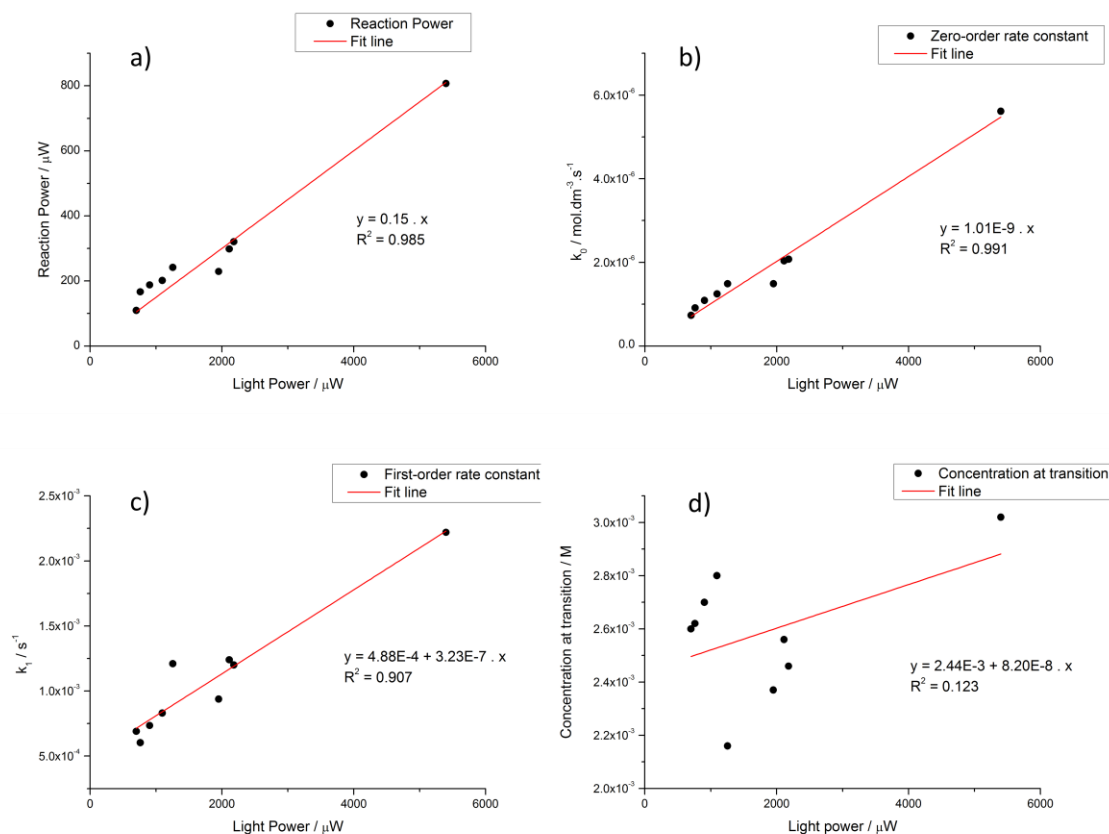 Reaction Power
Fit line
a)
800
600
400
200
0
0
2000
4000
6000
Reaction Power / μW
Light Power / μW
y = 0.15 . x
R² = 0.985
Zero-order rate constant
Fit line
b)
6.0x10⁻⁶
4.0x10⁻⁶
2.0x10⁻⁶
0.0
0
2000
4000
6000
k₀ / mol.dm⁻³.s⁻¹
Light Power / μW
y = 1.01E-9 . x
R² = 0.991
First-order rate constant
Fit line
c)
2.5x10⁻³
2.0x10⁻³
1.5x10⁻³
1.0x10⁻³
5.0x10⁻⁴
0
2000
4000
6000
k₁ / s⁻¹
Light Power / μW
y = 4.88E-4 + 3.23E-7 . x
R² = 0.907
Concentration at transition
Fit line
d)
3.0x10⁻³
2.8x10⁻³
2.6x10⁻³
2.4x10⁻³
2.2x10⁻³
2.0x10⁻³
0
2000
4000
6000
Concentration at transition / M
Light power / μW
y = 2.44E-3 + 8.20E-8 . x
R² = 0.123